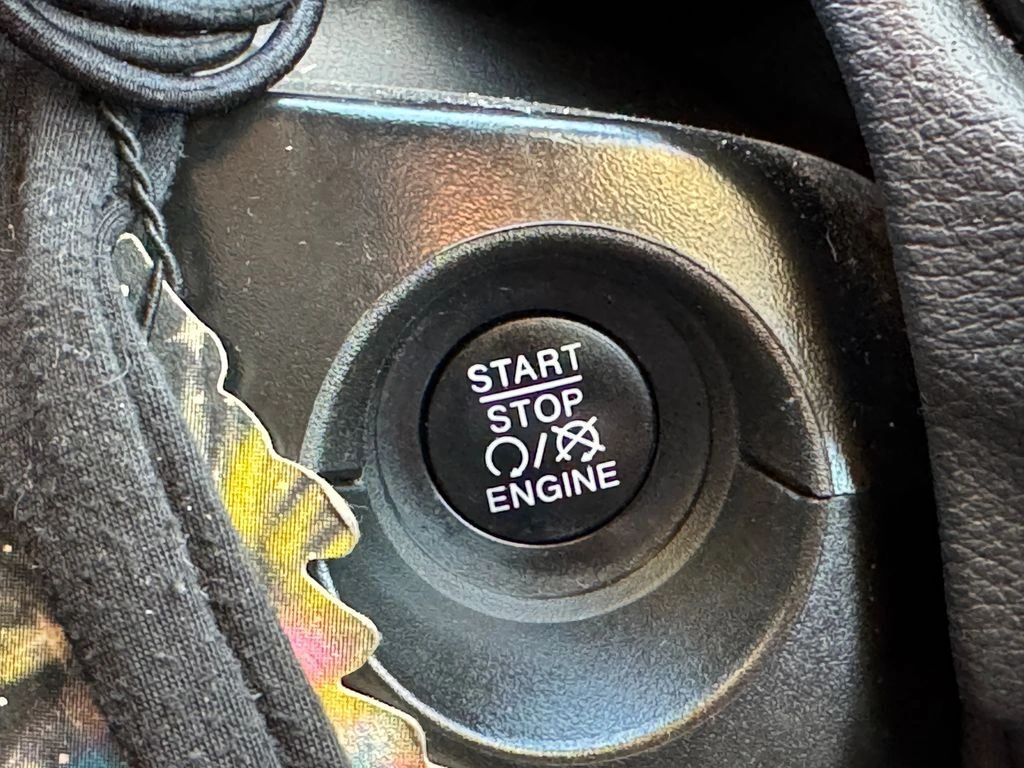 START
STOP
/
ENGINE